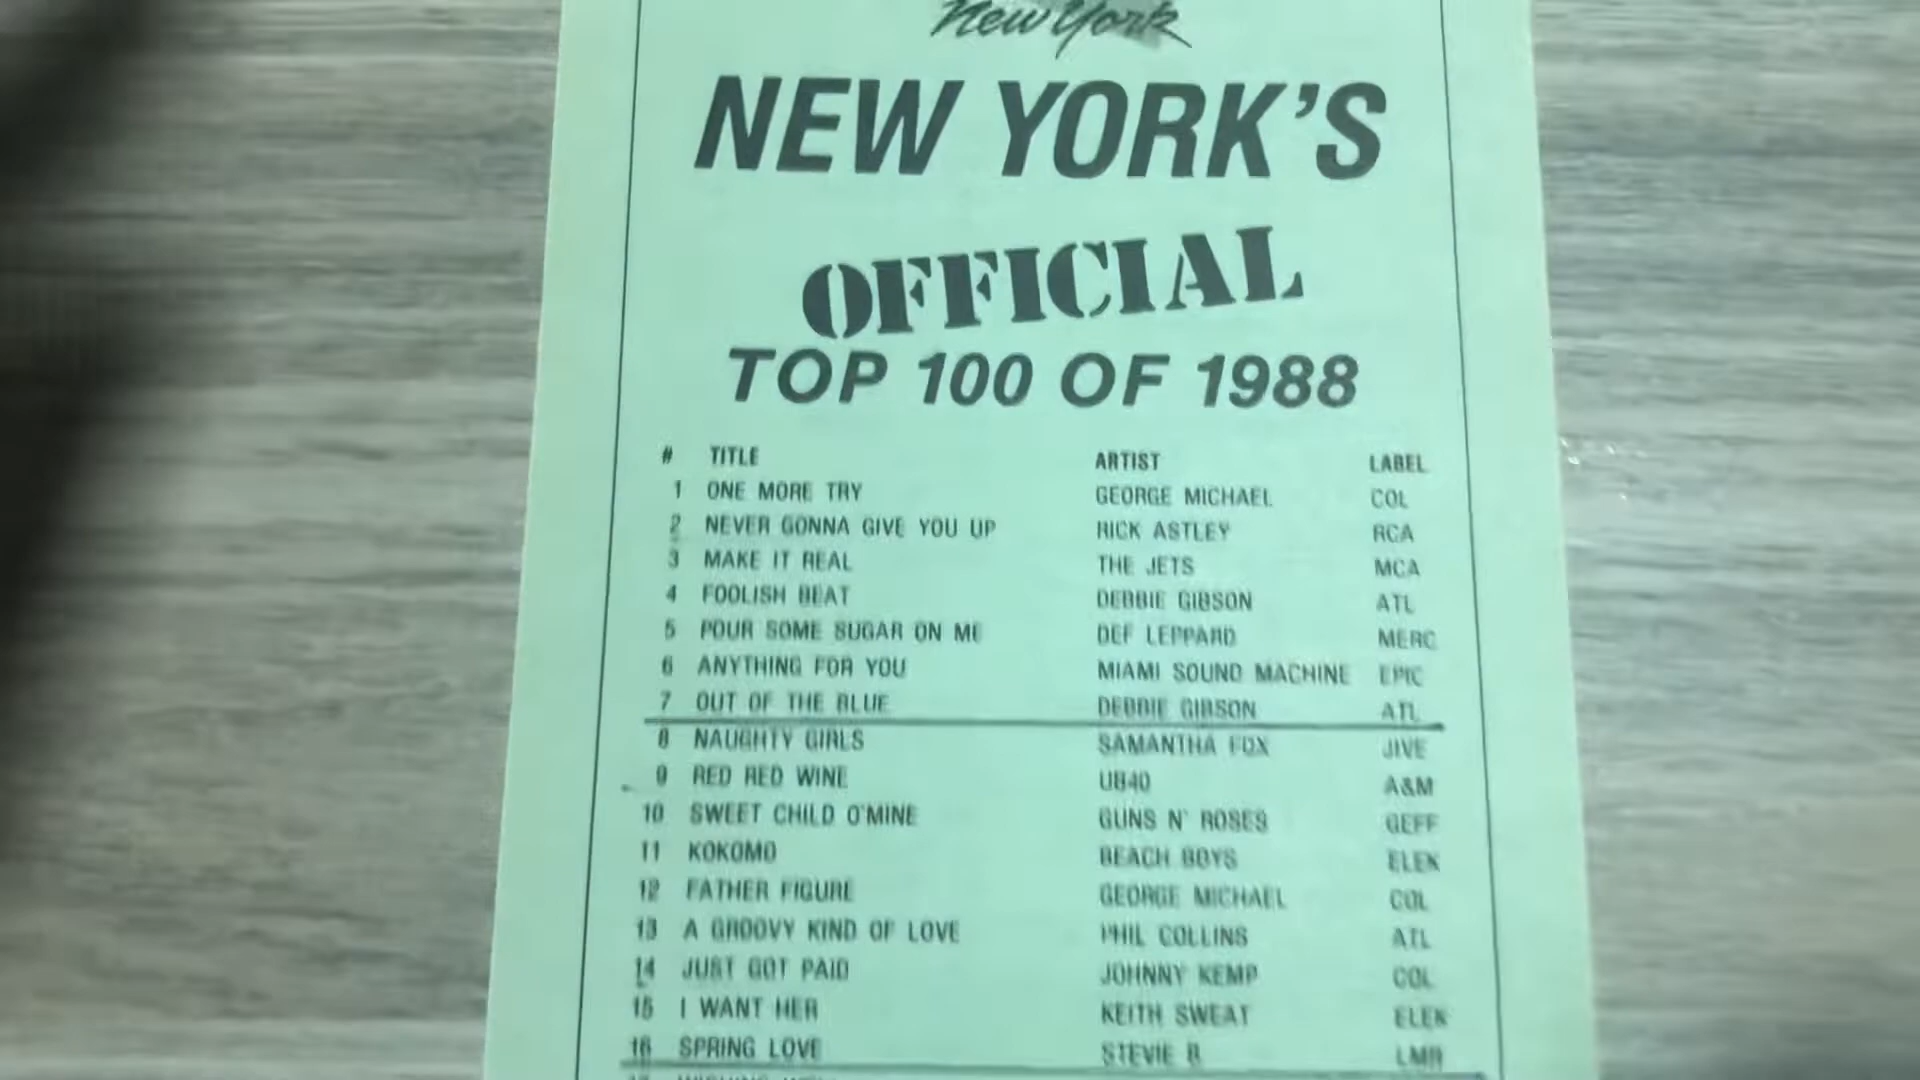 New York
NEW YORK'S
OFFICIAL
TOP 100 OF 1988
# TITLE ARTIST LABEL
1 ONE MORE TRY GEORGE MICHAEL COL
2 NEVER GONNA GIVE YOU UP RICK ASTLEY RCA
3 MAKE IT REAL THE JETS MCA
4 FOOLISH BEAT DEBBIE GIBSON ATL
5 POUR SOME SUGAR ON ME DEF LEPPARD MERC
6 ANYTHING FOR YOU MIAMI SOUND MACHINE EPIC
7 OUT OF THE BLUE DEBBIE GIBSON ATL
8 NAUGHTY GIRLS SAMANTHA FOX JIVE
9 RED RED WINE UB40 A&M
10 SWEET CHILD O'MINE GUNS N' ROSES GEFF
11 KOKOMO BEACH BOYS ELEK
12 FATHER FIGURE GEORGE MICHAEL COL
13 A GROOVY KIND OF LOVE PHIL COLLINS ATL
14 JUST GOT PAID JOHNNY KEMP COL
15 I WANT HER KEITH SWEAT ELEK
16 SPRING LOVE STEVIE B LMR